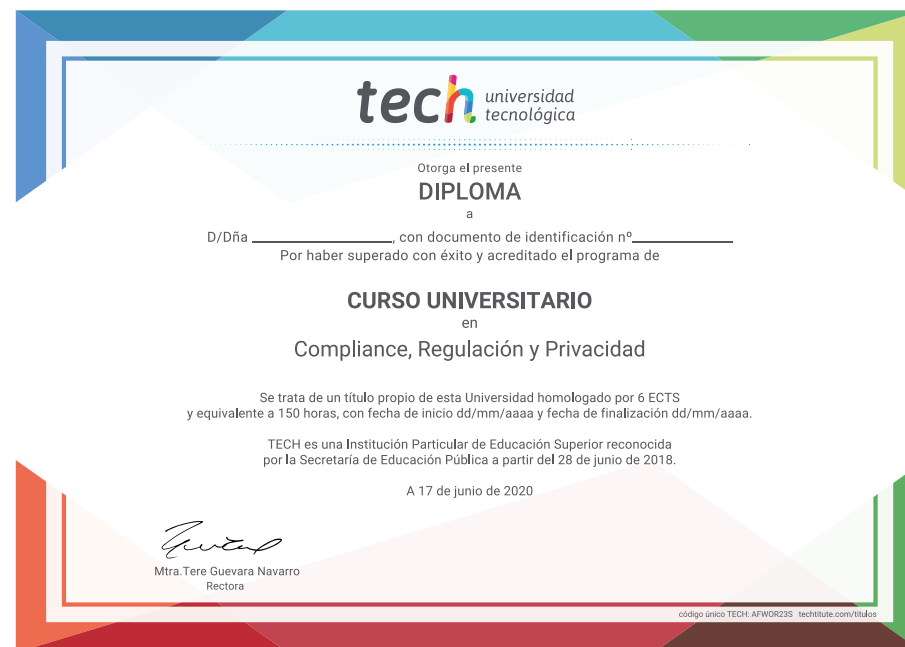 tech universidad
tecnológica
Otorga el presente
DIPLOMA
a
D/Dña ____________________, con documento de identificación nº______________
Por haber superado con éxito y acreditado el programa de
CURSO UNIVERSITARIO
en
Compliance, Regulación y Privacidad
Se trata de un título propio de esta Universidad homologado por 6 ECTS
y equivalente a 150 horas, con fecha de inicio dd/mm/aaaa y fecha de finalización dd/mm/aaaa.
TECH es una Institución Particular de Educación Superior reconocida
por la Secretaría de Educación Pública a partir del 28 de junio de 2018.
A 17 de junio de 2020
Mtra.Tere Guevara Navarro
Rectora
código único TECH: AFWOR23S techtitute.com/titulos